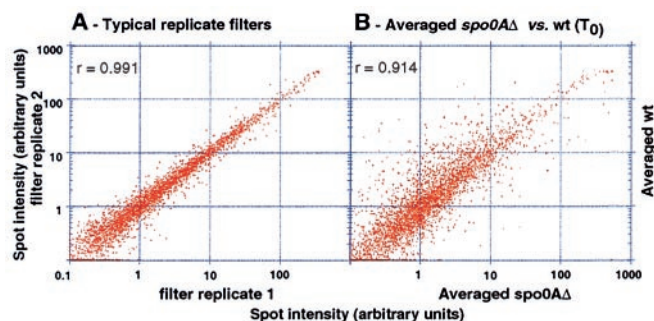 A - Typical replicate filters
B - Averaged spo0AΔ vs. wt (T0)
r = 0.991
r = 0.914
Spot intensity (arbitrary units)
filter replicate 2
1000
100
10
1
0.1
1
10
100
1
10
100
1000
Averaged wt
filter replicate 1
Averaged spo0AΔ
Spot intensity (arbitrary units)